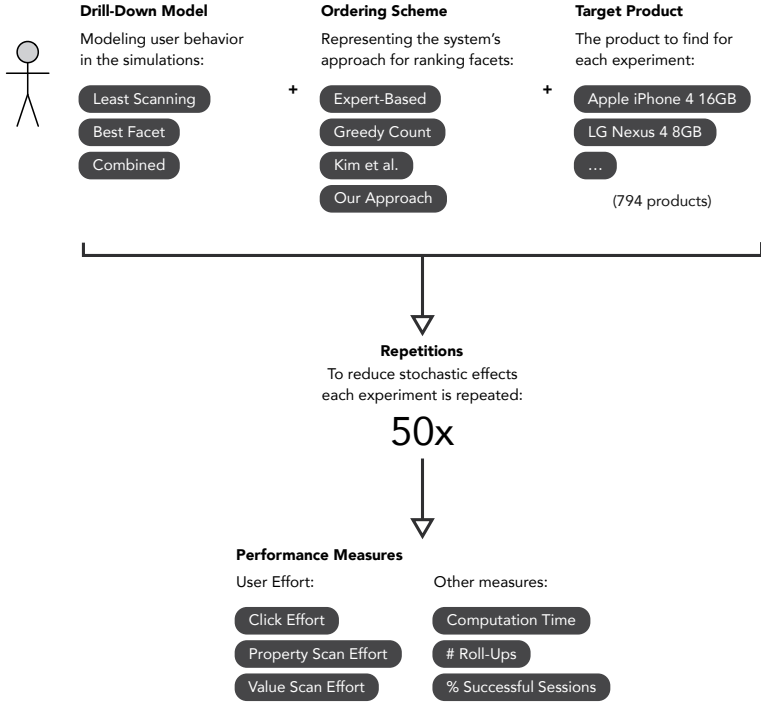 Drill-Down Model
Modeling user behavior
in the simulations:
Least Scanning
Best Facet
Combined
+
Ordering Scheme
Representing the system's
approach for ranking facets:
Expert-Based
Greedy Count
Kim et al.
Our Approach
+
Target Product
The product to find for
each experiment:
Apple iPhone 4 16GB
LG Nexus 4 8GB
...
(794 products)
Repetitions
To reduce stochastic effects
each experiment is repeated:
50x
Performance Measures
User Effort:
Click Effort
Property Scan Effort
Value Scan Effort
Other measures:
Computation Time
# Roll-Ups
% Successful Sessions